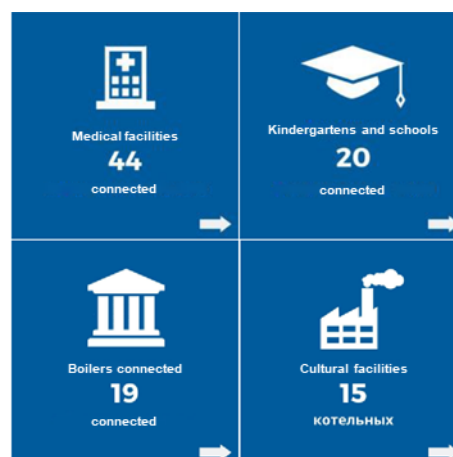 Medical facilities
44
connected
Kindergartens and schools
20
connected
Boilers connected
19
connected
Cultural facilities
15
котельных